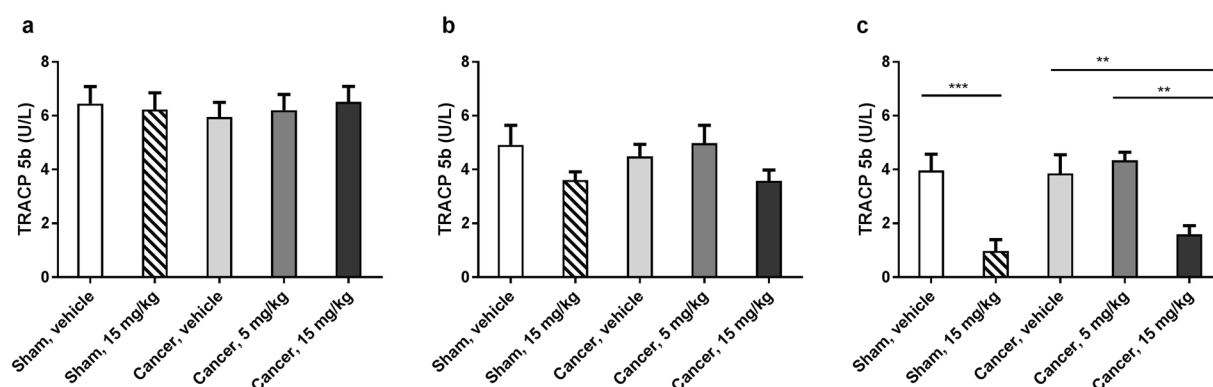 a
TRACP 5b (U/L)
8
6
4
2
0
Sham, vehicle
Sham, 15 mg/kg
Cancer, vehicle
Cancer, 5 mg/kg
Cancer, 15 mg/kg
b
TRACP 5b (U/L)
8
6
4
2
0
Sham, vehicle
Sham, 15 mg/kg
Cancer, vehicle
Cancer, 5 mg/kg
Cancer, 15 mg/kg
c
TRACP 5b (U/L)
8
6
4
2
0
***
**
**
Sham, vehicle
Sham, 15 mg/kg
Cancer, vehicle
Cancer, 5 mg/kg
Cancer, 15 mg/kg